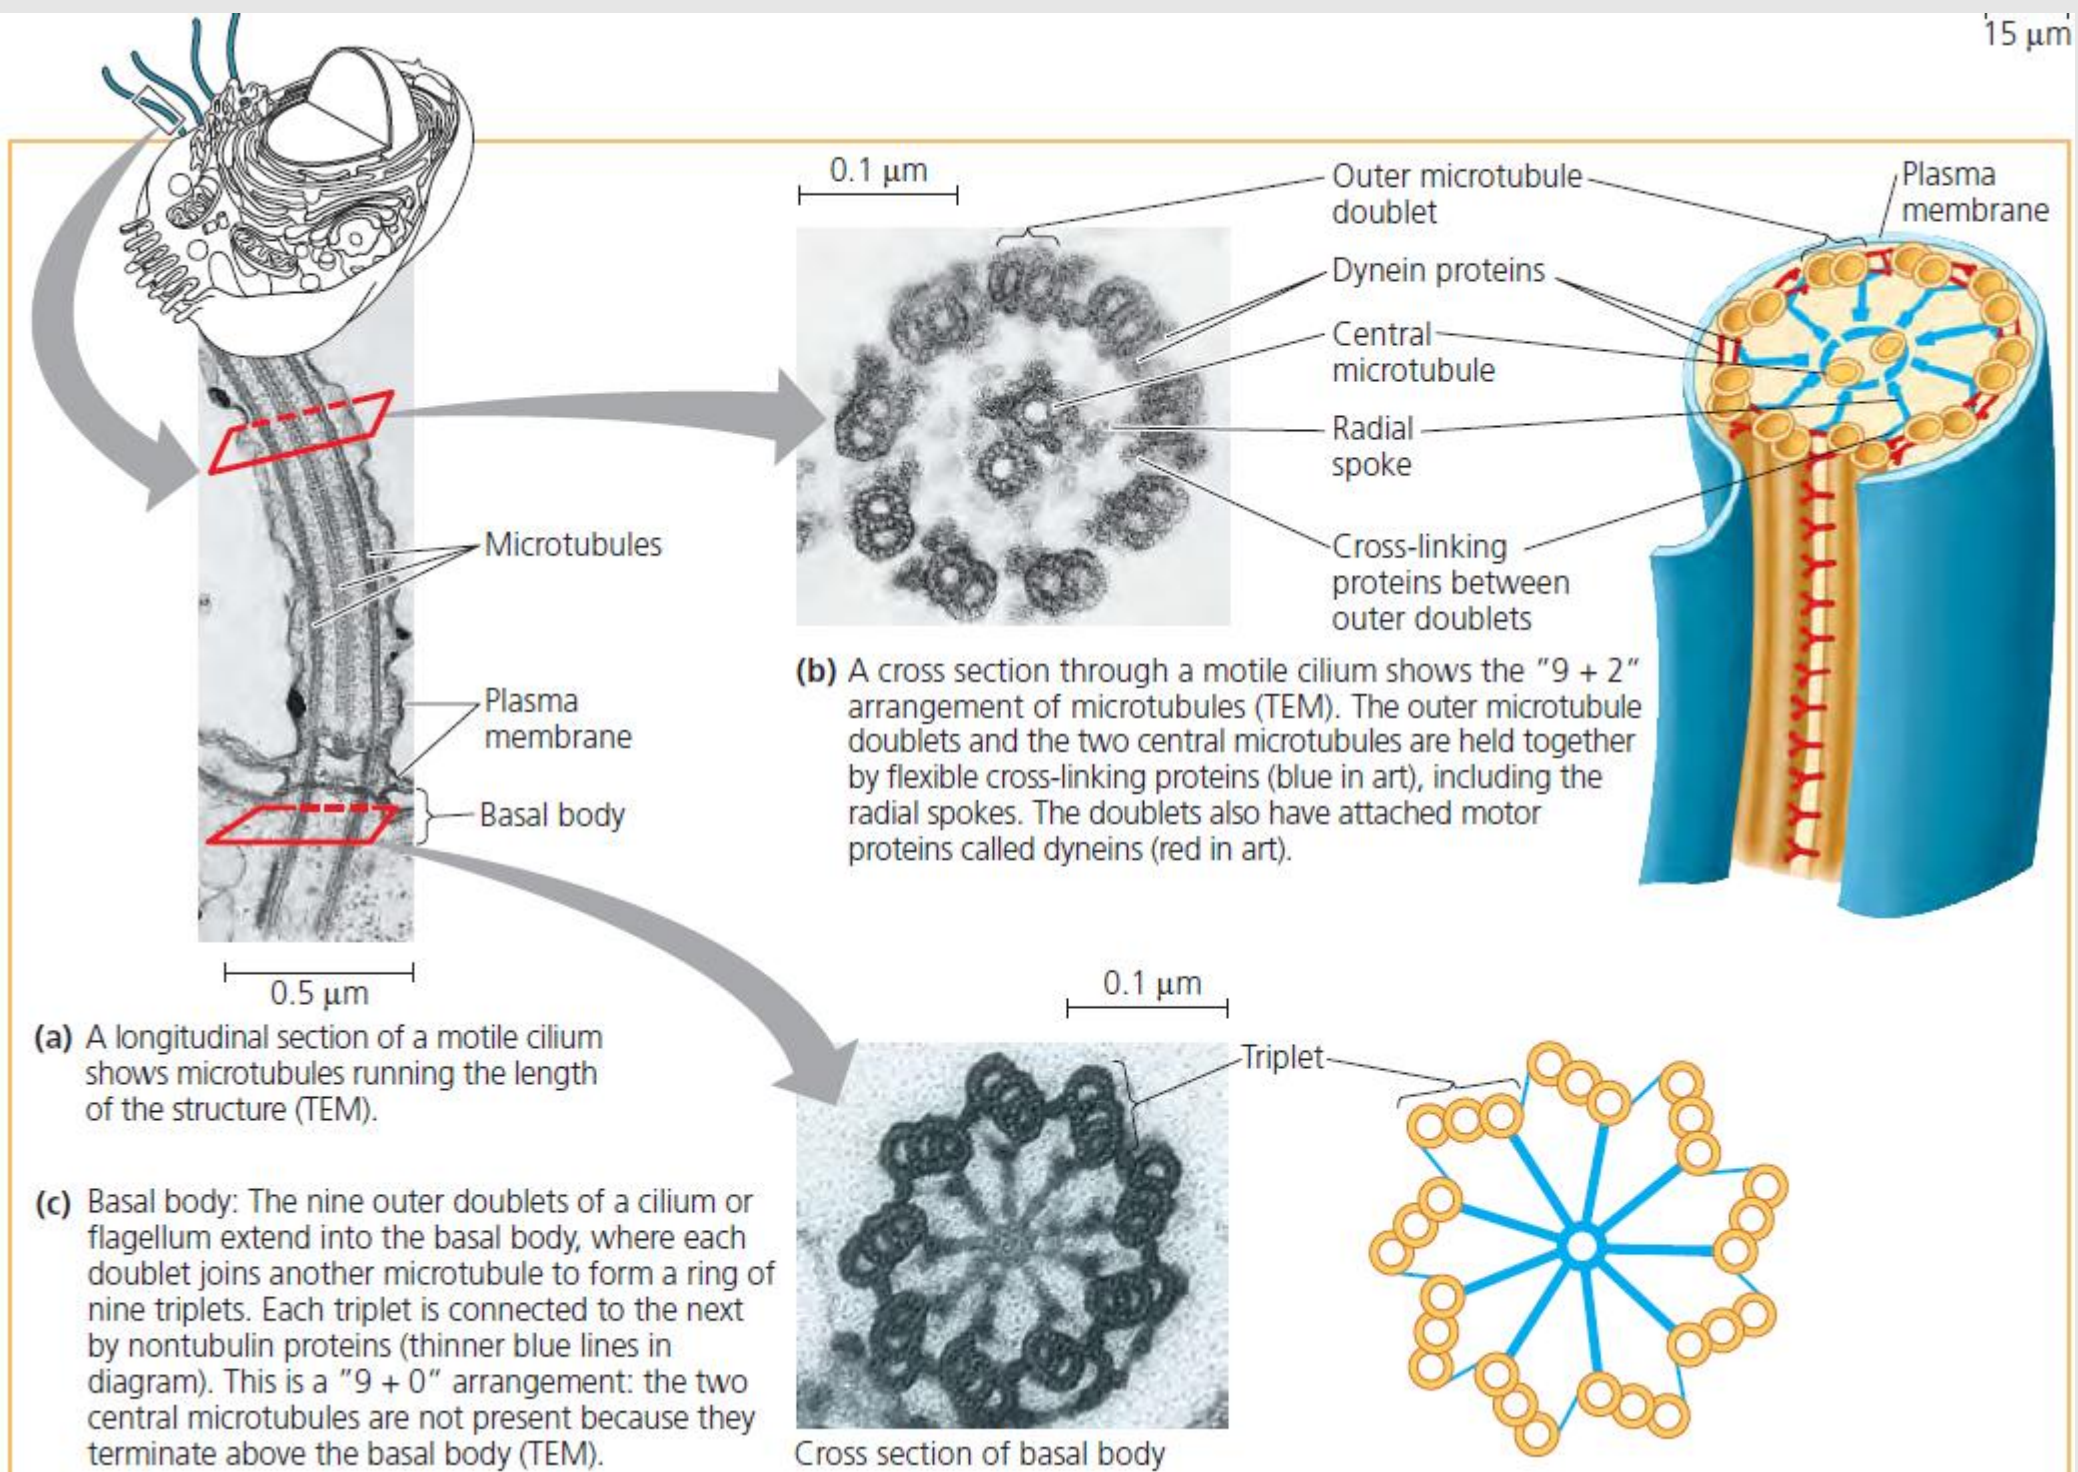 15 μm
0.1 μm
Outer microtubule
doublet
Plasma
membrane
Dynein proteins
Central
microtubule
Radial
spoke
Microtubules
Cross-linking
proteins between
outer doublets
(b) A cross section through a motile cilium shows the "9 + 2"
arrangement of microtubules (TEM). The outer microtubule
doublets and the two central microtubules are held together
by flexible cross-linking proteins (blue in art), including the
radial spokes. The doublets also have attached motor
proteins called dyneins (red in art).
Plasma
membrane
Basal body
0.5 μm
(a) A longitudinal section of a motile cilium
shows microtubules running the length
of the structure (TEM).
0.1 μm
Triplet
(c) Basal body: The nine outer doublets of a cilium or
flagellum extend into the basal body, where each
doublet joins another microtubule to form a ring of
nine triplets. Each triplet is connected to the next
by nontubulin proteins (thinner blue lines in
diagram). This is a "9 + 0" arrangement: the two
central microtubules are not present because they
terminate above the basal body (TEM).
Cross section of basal body